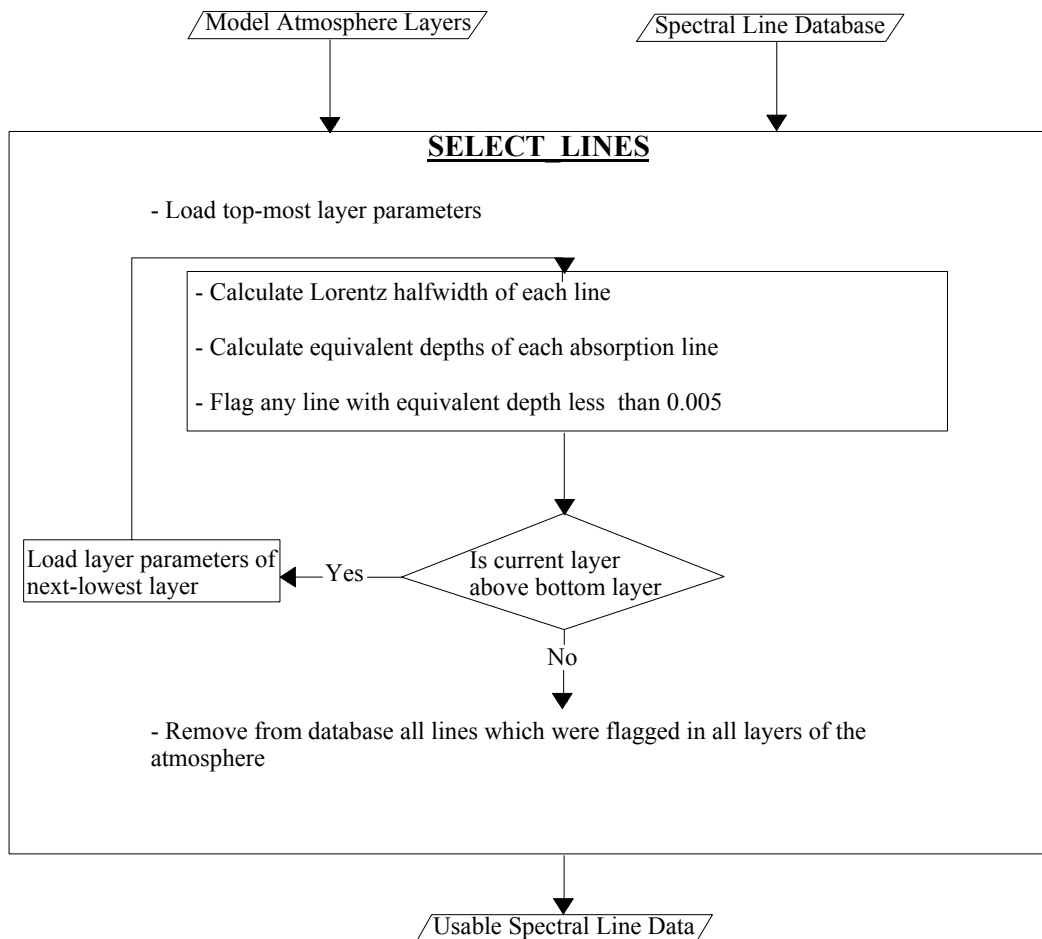 Model Atmosphere Layers
Spectral Line Database
SELECT_LINES
- Load top-most layer parameters
- Calculate Lorentz halfwidth of each line
- Calculate equivalent depths of each absorption line
- Flag any line with equivalent depth less than 0.005
Load layer parameters of
next-lowest layer
Yes
Is current layer
above bottom layer
No
- Remove from database all lines which were flagged in all layers of the
atmosphere
Usable Spectral Line Data